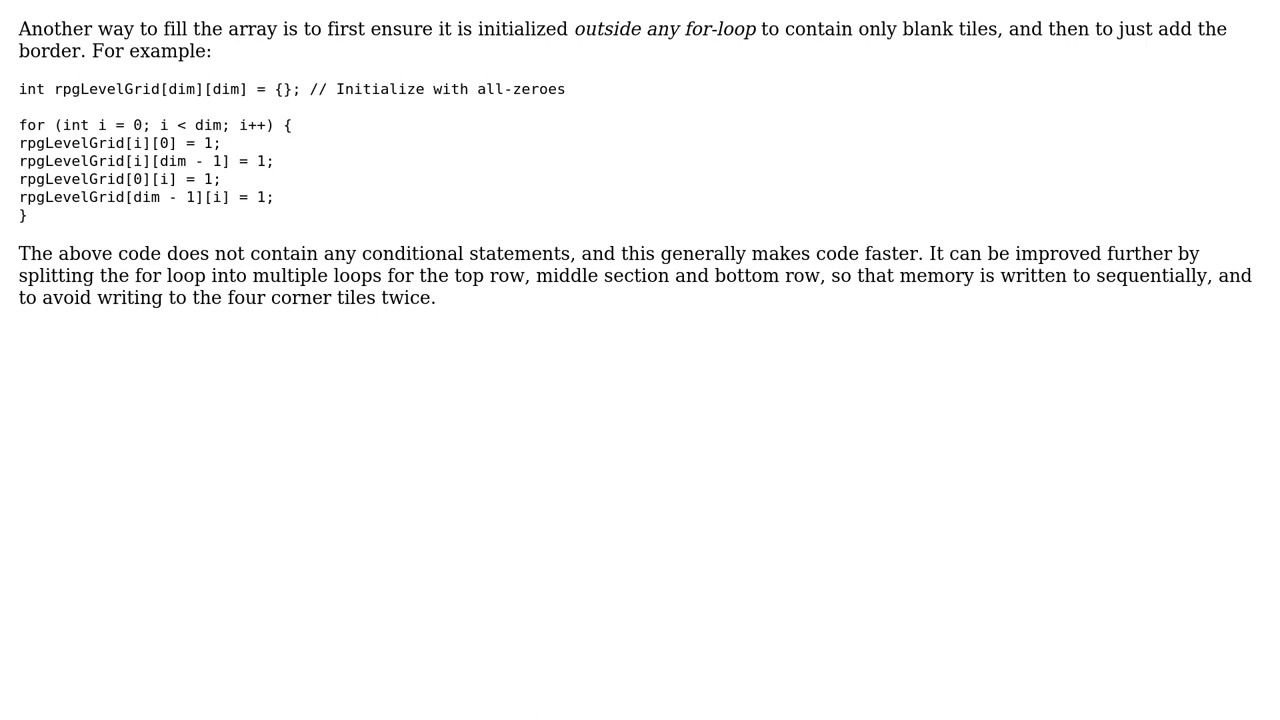 Another way to fill the array is to first ensure it is initialized outside any for-loop to contain only blank tiles, and then to just add the
border. For example:
int rpgLevelGrid[dim][dim] = {}; // Initialize with all-zeroes
for (int i = 0; i < dim; i++) {
rpgLevelGrid[i][0] = 1;
rpgLevelGrid[i][dim - 1] = 1;
rpgLevelGrid[0][i] = 1;
rpgLevelGrid[dim - 1][i] = 1;
}
The above code does not contain any conditional statements, and this generally makes code faster. It can be improved further by
splitting the for loop into multiple loops for the top row, middle section and bottom row, so that memory is written to sequentially, and
to avoid writing to the four corner tiles twice.